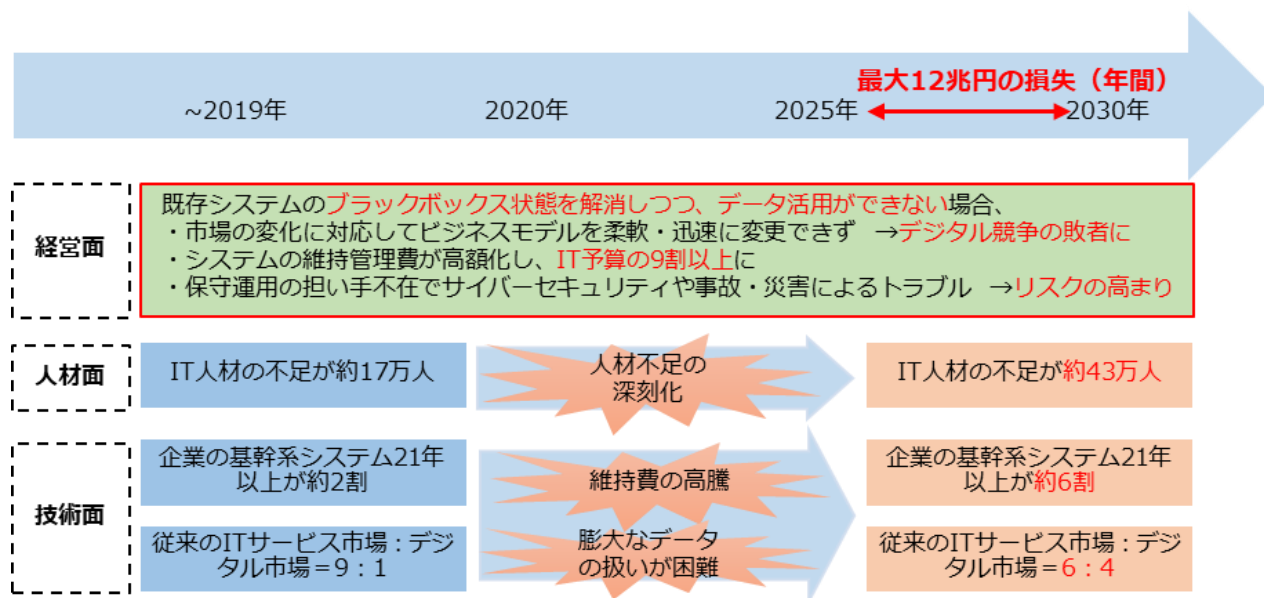 最大12兆円の損失（年間）
~2019年
2020年
2025年
2030年
経営面
既存システムのブラックボックス状態を解消しつつ、データ活用ができない場合、
・市場の変化に対応してビジネスモデルを柔軟・迅速に変更できず →デジタル競争の敗者に
・システムの維持管理費が高額化し、IT予算の9割以上に
・保守運用の担い手不在でサイバーセキュリティや事故・災害によるトラブル →リスクの高まり
人材面
IT人材の不足が約17万人
人材不足の
深刻化
IT人材の不足が約43万人
技術面
企業の基幹系システム21年
以上が約2割
維持費の高騰
企業の基幹系システム21年
以上が約6割
従来のITサービス市場：デジ
タル市場＝9：1
膨大なデータ
の扱いが困難
従来のITサービス市場：デジ
タル市場＝6：4